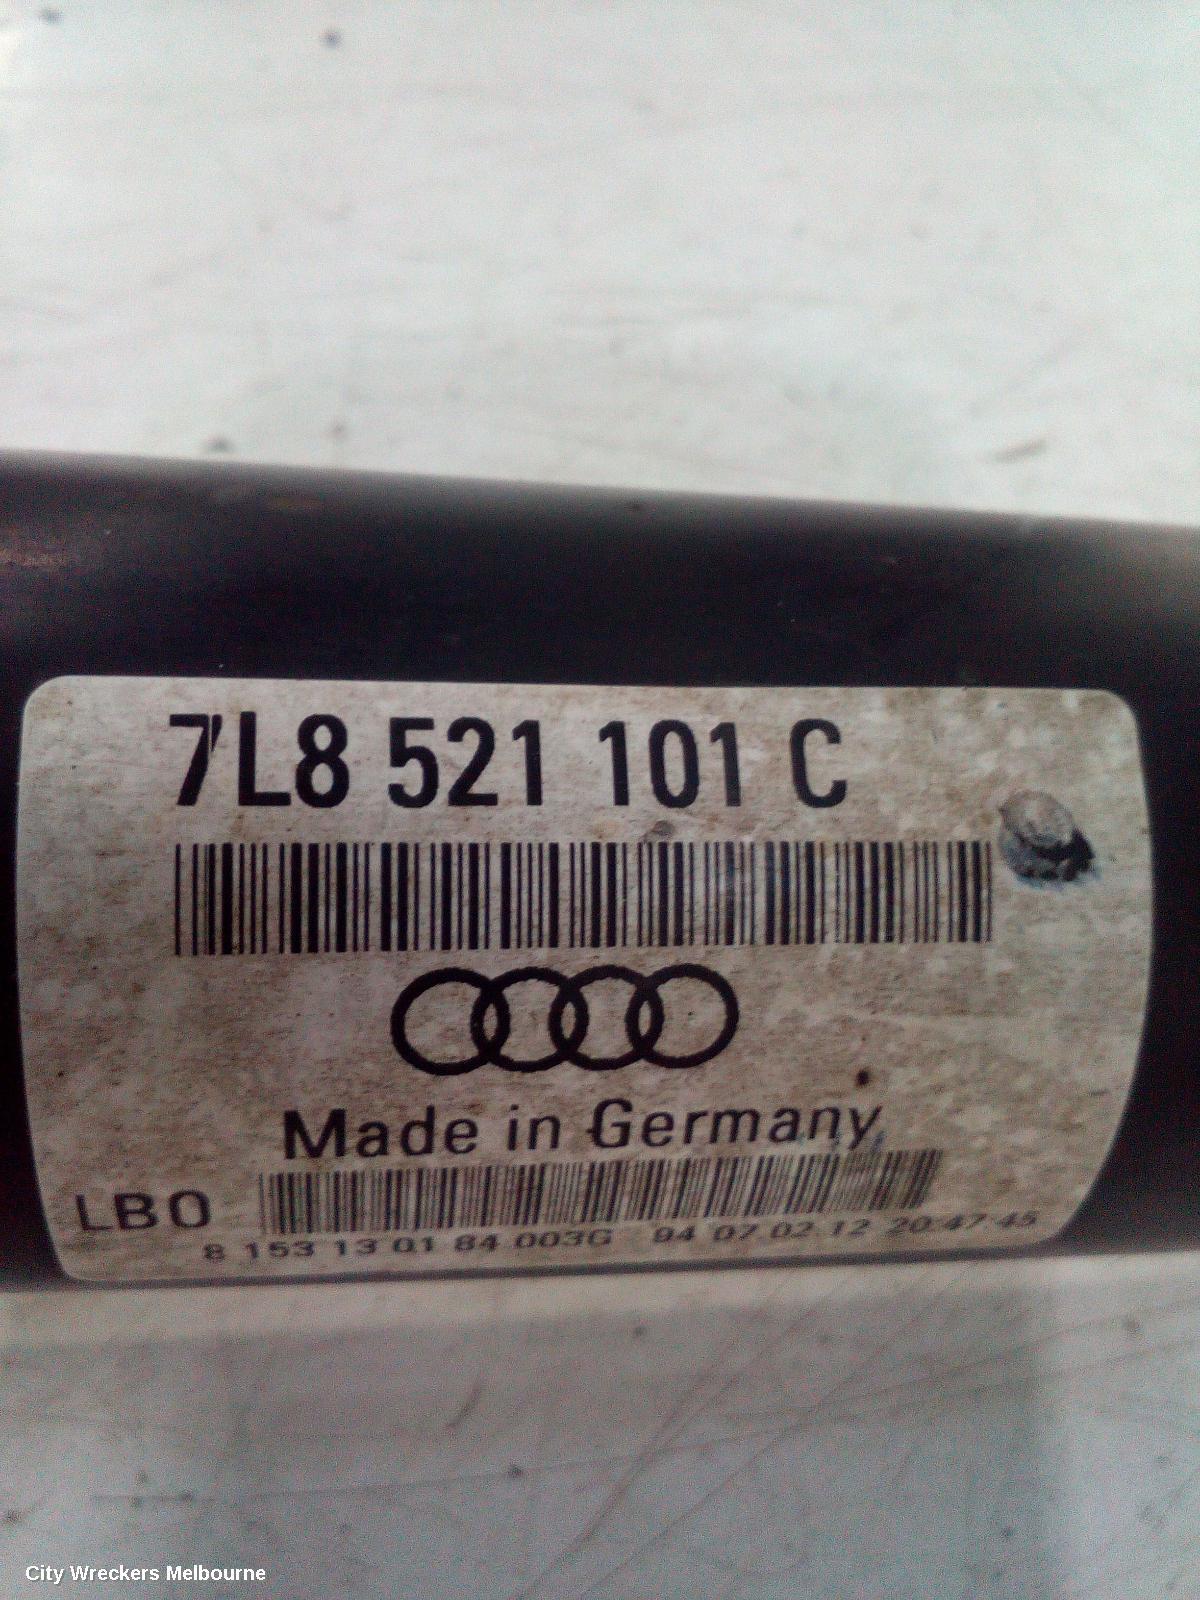 7L8 521 101 C
Made in Germany
LB0
8 153 13 01 84 003G 94 07.02.12 20:47:45
City Wreckers Melbourne